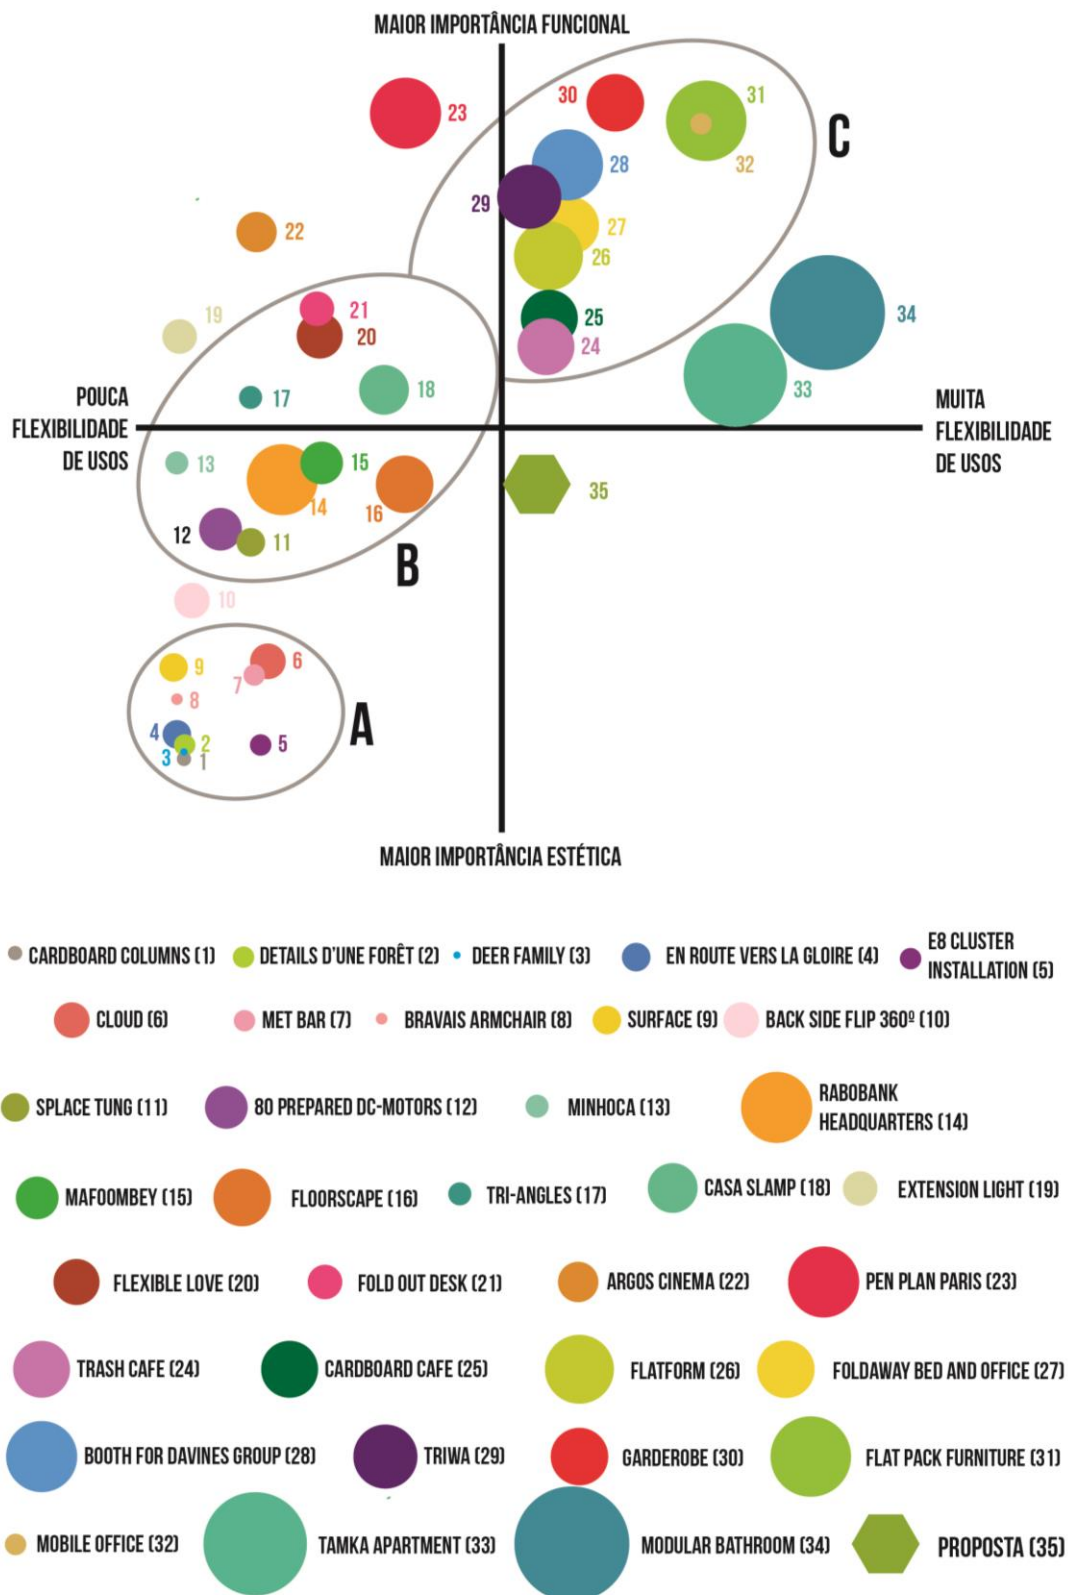 MAIOR IMPORTÂNCIA FUNCIONAL
30
31
23
C
28
32
29
22
27
26
19
21
25
34
20
24
POUCA
FLEXIBILIDADE
DE USOS
17
18
33
MUITA
FLEXIBILIDADE
DE USOS
13
15
14
16
35
12
11
B
10
9
6
7
8
A
4
2
5
3
1
MAIOR IMPORTÂNCIA ESTÉTICA
CARDBOARD COLUMNS (1)
DETAILS D'UNE FORÊT (2)
DEER FAMILY (3)
EN ROUTE VERS LA GLOIRE (4)
E8 CLUSTER
INSTALLATION (5)
CLOUD (6)
MET BAR (7)
BRAVAIS ARMCHAIR (8)
SURFACE (9)
BACK SIDE FLIP 360º (10)
SPLACE TUNG (11)
80 PREPARED DC-MOTORS (12)
MINHOCA (13)
RABOBANK
HEADQUARTERS (14)
MAFOOMBEY (15)
FLOORSCAPE (16)
TRI-ANGLES (17)
CASA SLAMP (18)
EXTENSION LIGHT (19)
FLEXIBLE LOVE (20)
FOLD OUT DESK (21)
ARGOS CINEMA (22)
PEN PLAN PARIS (23)
TRASH CAFE (24)
CARDBOARD CAFE (25)
FLATFORM (26)
FOLDAWAY BED AND OFFICE (27)
BOOTH FOR DAVINES GROUP (28)
TRIWA (29)
GARDEROBE (30)
FLAT PACK FURNITURE (31)
MOBILE OFFICE (32)
TAMKA APARTMENT (33)
MODULAR BATHROOM (34)
PROPOSTA (35)